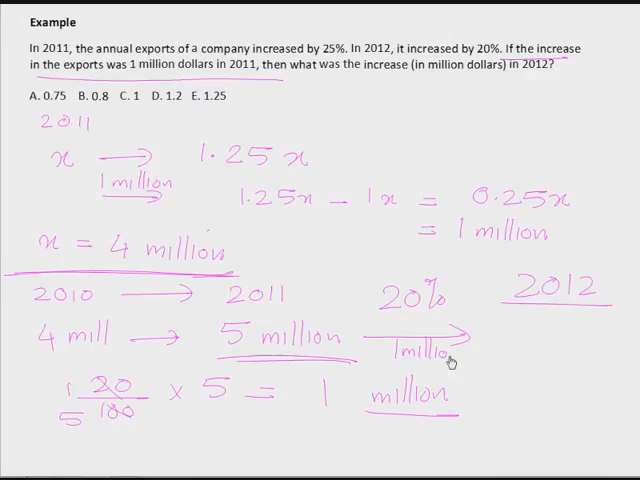 Example
In 2011, the annual exports of a company increased by 25%. In 2012, it increased by 20%. If the increase
in the exports was 1 million dollars in 2011, then what was the increase (in million dollars) in 2012?
A. 0.75 B. 0.8 C. 1 D. 1.2 E. 1.25
2011
x → 1.25x
1 million →
1.25x - 1x = 0.25x
= 1 million
x = 4 million
2010 → 2011 20% 2012
4 mill → 5 million → 1 millio
1 20/100 5 × 5 = 1 million